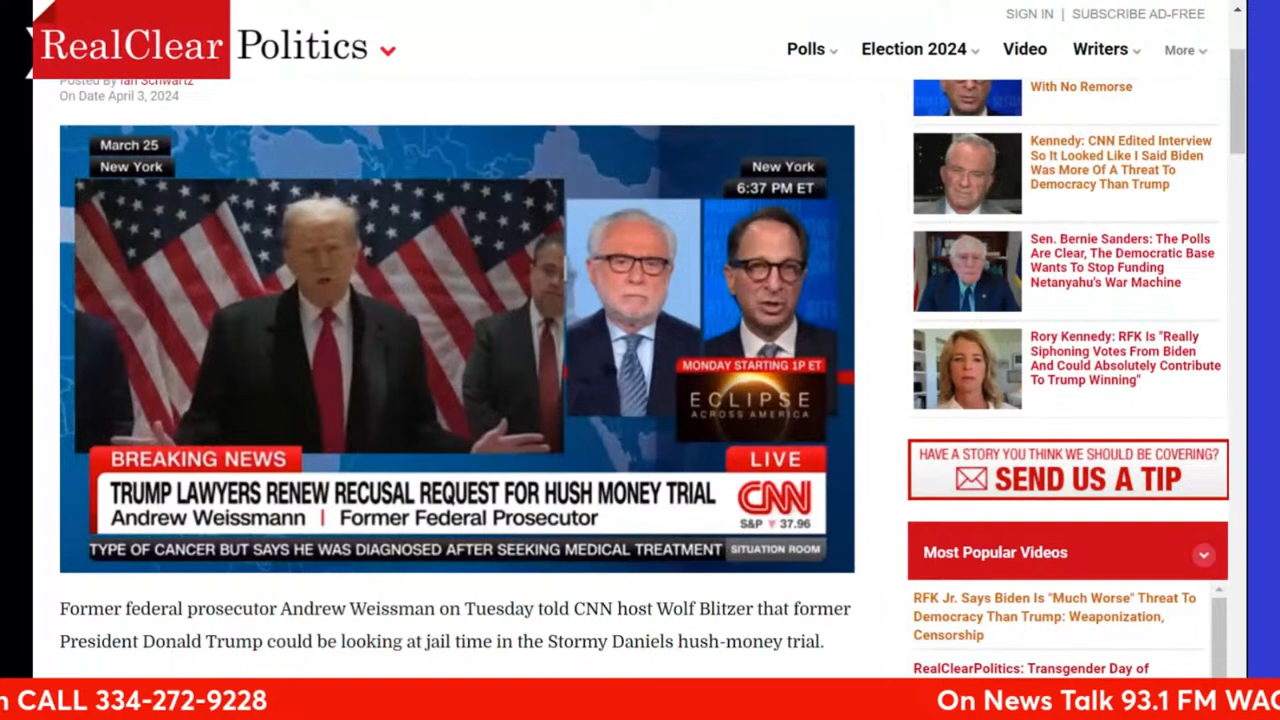 SIGN IN | SUBSCRIBE AD-FREE
RealClear Politics
Polls Election 2024 Video Writers More
Posted By Ian Schwartz
On Date April 3, 2024
March 25
New York
New York
6:37 PM ET
MONDAY STARTING 1P ET
ECLIPSE
ACROSS AMERICA
BREAKING NEWS
LIVE
TRUMP LAWYERS RENEW RECUSAL REQUEST FOR HUSH MONEY TRIAL
Andrew Weissmann | Former Federal Prosecutor
CNN
S&P ▼ 37.96
TYPE OF CANCER BUT SAYS HE WAS DIAGNOSED AFTER SEEKING MEDICAL TREATMENT
SITUATION ROOM
Former federal prosecutor Andrew Weissman on Tuesday told CNN host Wolf Blitzer that former
President Donald Trump could be looking at jail time in the Stormy Daniels hush-money trial.
With No Remorse
Kennedy: CNN Edited Interview
So It Looked Like I Said Biden
Was More Of A Threat To
Democracy Than Trump
Sen. Bernie Sanders: The Polls
Are Clear, The Democratic Base
Wants To Stop Funding
Netanyahu's War Machine
Rory Kennedy: RFK Is "Really
Siphoning Votes From Biden
And Could Absolutely Contribute
To Trump Winning"
HAVE A STORY YOU THINK WE SHOULD BE COVERING?
SEND US A TIP
Most Popular Videos
RFK Jr. Says Biden Is "Much Worse" Threat To
Democracy Than Trump: Weaponization,
Censorship
RealClearPolitics: Transgender Day of
CALL 334-272-9228
On News Talk 93.1 FM